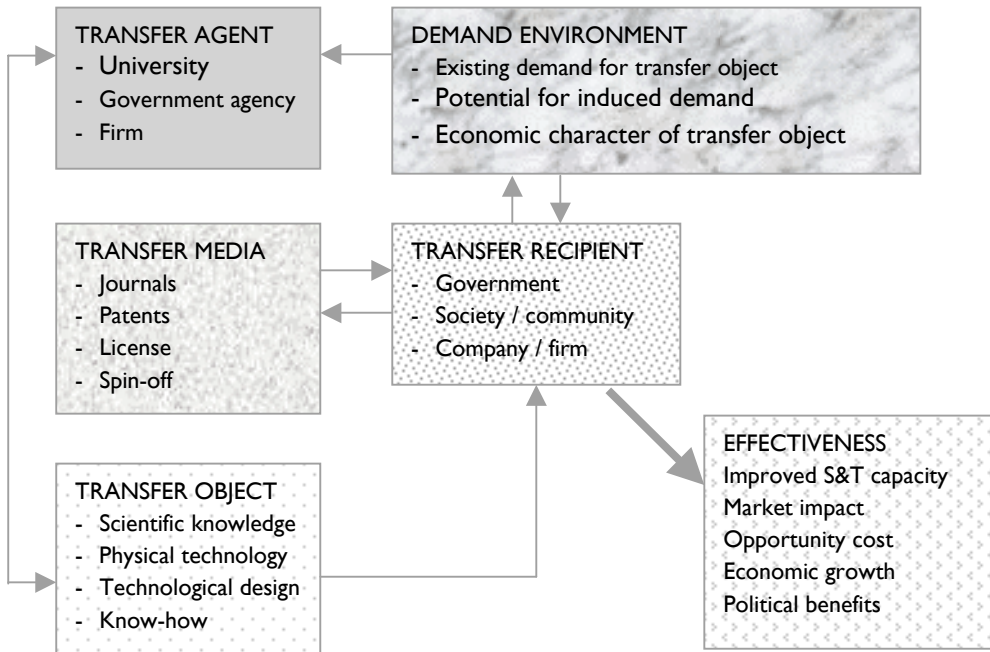 TRANSFER AGENT
- University
- Government agency
- Firm
DEMAND ENVIRONMENT
- Existing demand for transfer object
- Potential for induced demand
- Economic character of transfer object
TRANSFER MEDIA
- Journals
- Patents
- License
- Spin-off
TRANSFER RECIPIENT
- Government
- Society / community
- Company / firm
TRANSFER OBJECT
- Scientific knowledge
- Physical technology
- Technological design
- Know-how
EFFECTIVENESS
Improved S&T capacity
Market impact
Opportunity cost
Economic growth
Political benefits